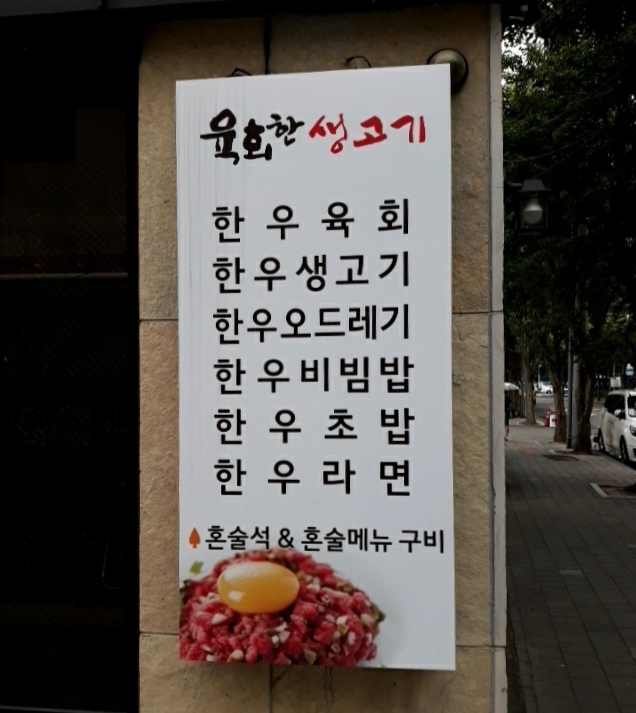 육회한 생고기
한우육회
한우생고기
한우오드레기
한우비빔밥
한우초밥
한우라면
혼술석 & 혼술메뉴 구비